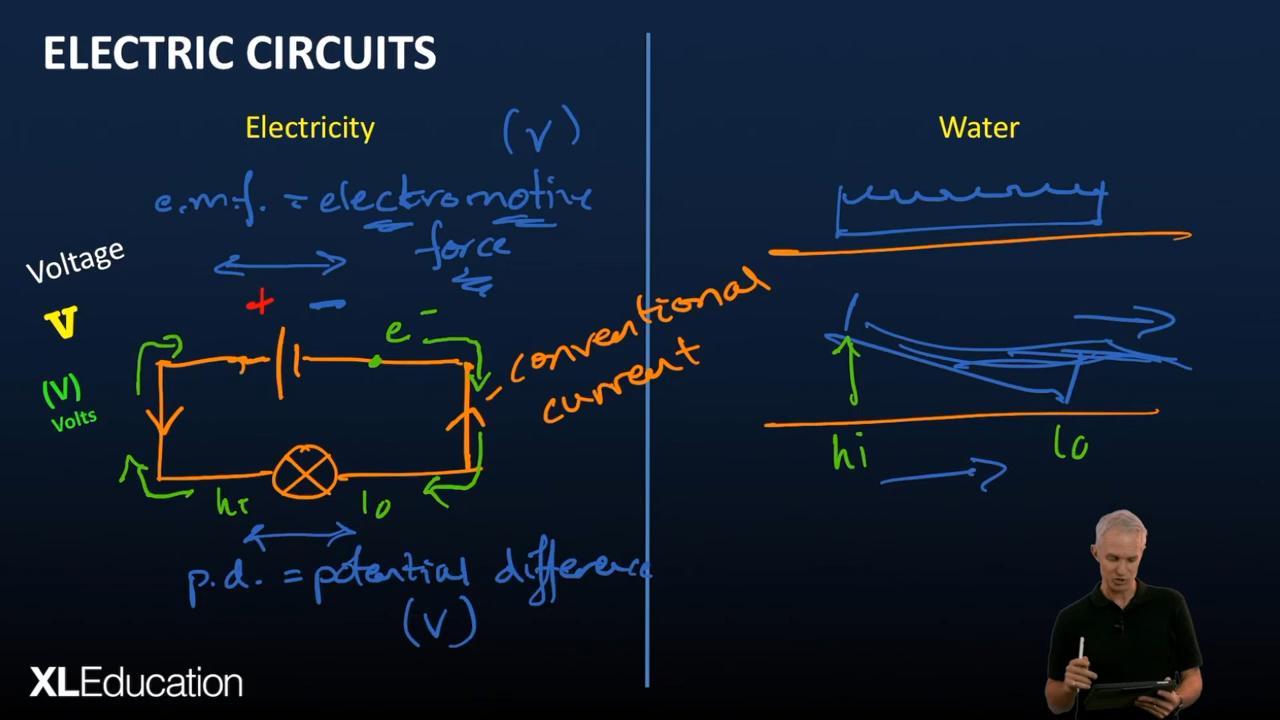 ELECTRIC CIRCUITS
Electricity
(V)
e.m.f. = electromotive
force
Voltage
V
(V)
Volts
+ −
e⁻
conventional
current
hi lo
p.d. = potential difference
(V)
XLEducation
Water
hi lo